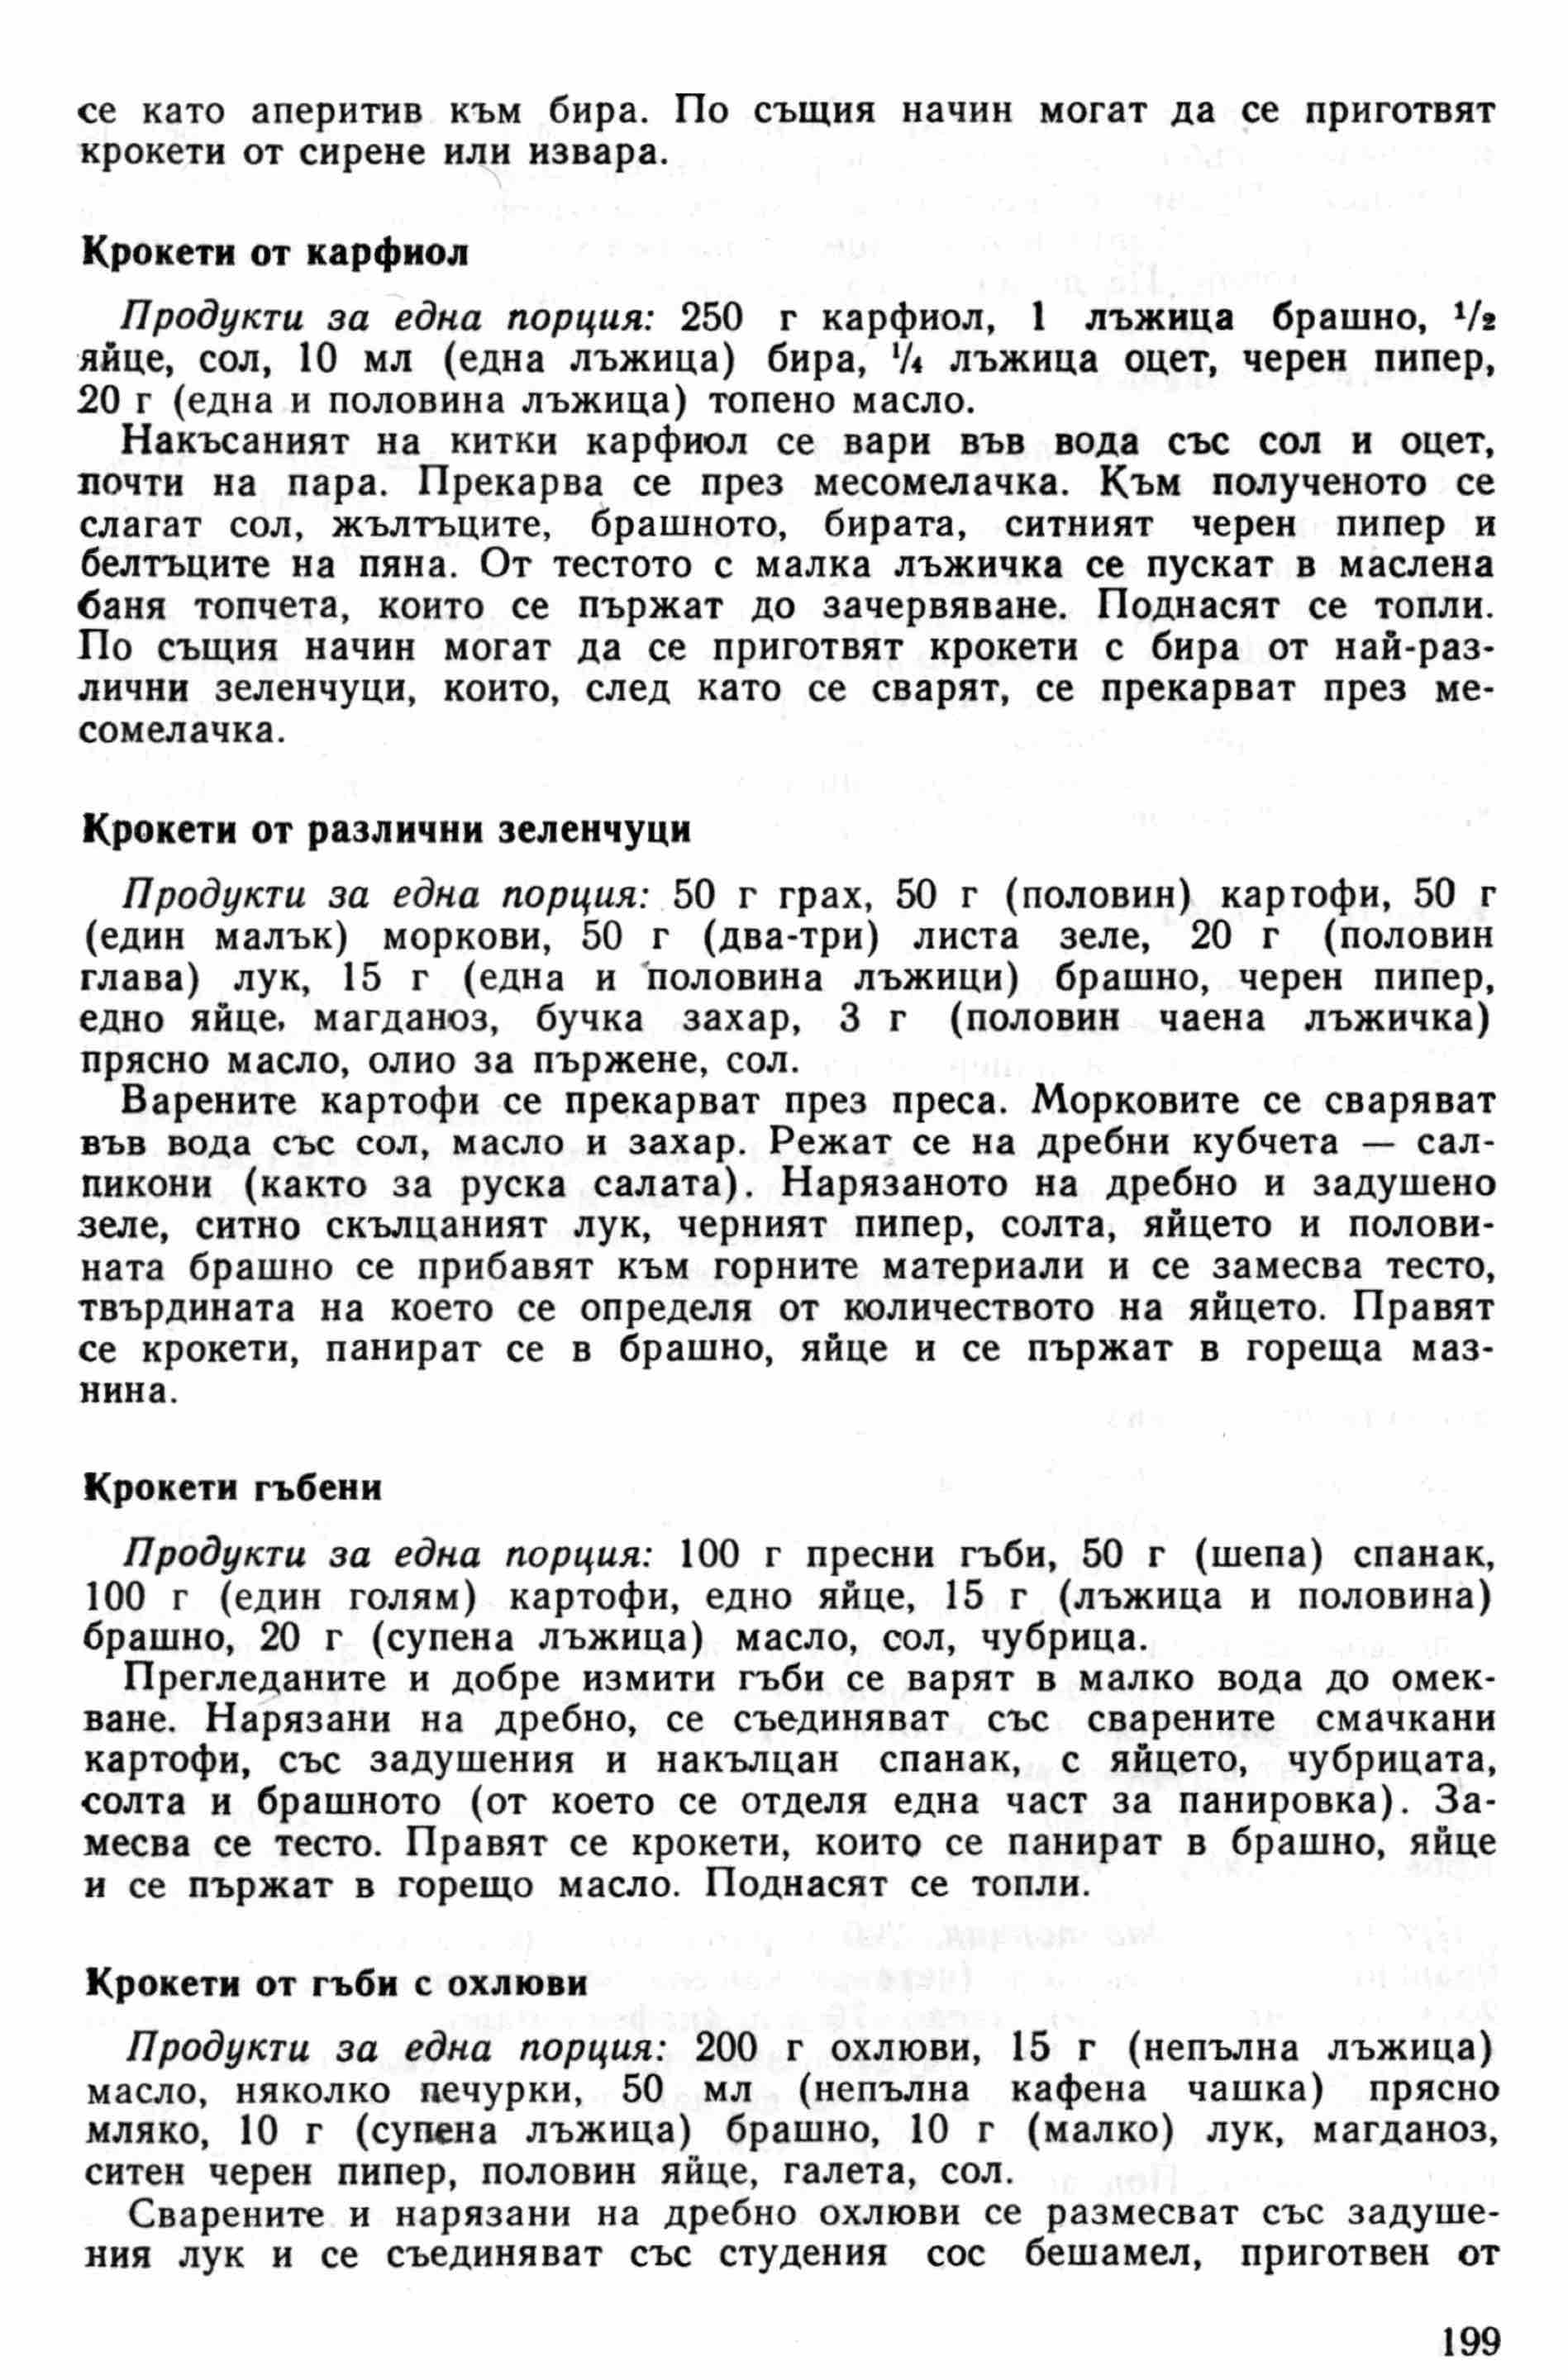 се като аперитив към бира. По същия начин могат да се приготвят
крокети от сирене или извара.
Крокети от карфиол
Продукти за една порция: 250 г карфиол, 1 лъжица брашно, 1/2
яйце, сол, 10 мл (една лъжица) бира, 1/4 лъжица оцет, черен пипер,
20 г (една и половина лъжица) топено масло.
Накъсаният на китки карфиол се вари във вода със сол и оцет,
почти на пара. Прекарва се през месомелачка. Към полученото се
слагат сол, жълтъците, брашното, бирата, ситният черен пипер и
белтъците на пяна. От тестото с малка лъжичка се пускат в маслена
баня топчета, които се пържат до зачервяване. Поднасят се топли.
По същия начин могат да се приготвят крокети с бира от най-раз-
лични зеленчуци, които, след като се сварят, се прекарват през ме-
сомелачка.
Крокети от различни зеленчуци
Продукти за една порция: 50 г грах, 50 г (половин) картофи, 50 г
(един малък) моркови, 50 г (два-три) листа зеле, 20 г (половин
глава) лук, 15 г (една и половина лъжици) брашно, черен пипер,
едно яйце, магданоз, бучка захар, 3 г (половин чаена лъжичка)
прясно масло, олио за пържене, сол.
Варените картофи се прекарват през преса. Морковите се сваряват
във вода със сол, масло и захар. Режат се на дребни кубчета — сал-
пикони (както за руска салата). Нарязаното на дребно и задушено
зеле, ситно скълцаният лук, черният пипер, солта, яйцето и полови-
ната брашно се прибавят към горните материали и се замесва тесто,
твърдината на което се определя от количеството на яйцето. Правят
се крокети, панират се в брашно, яйце и се пържат в гореща маз-
нина.
Крокети гъбени
Продукти за една порция: 100 г пресни гъби, 50 г (шепа) спанак,
100 г (един голям) картофи, едно яйце, 15 г (лъжица и половина)
брашно, 20 г (супена лъжица) масло, сол, чубрица.
Прегледаните и добре измити гъби се варят в малко вода до омек-
ване. Нарязани на дребно, се съединяват със сварените смачкани
картофи, със задушения и накълцан спанак, с яйцето, чубрицата,
солта и брашното (от което се отделя една част за панировка). За-
месва се тесто. Правят се крокети, които се панират в брашно, яйце
и се пържат в горещо масло. Поднасят се топли.
Крокети от гъби с охлюви
Продукти за една порция: 200 г охлюви, 15 г (непълна лъжица)
масло, няколко печурки, 50 мл (непълна кафена чашка) прясно
мляко, 10 г (супена лъжица) брашно, 10 г (малко) лук, магданоз,
ситен черен пипер, половин яйце, галета, сол.
Сварените и нарязани на дребно охлюви се размесват със задуше-
ния лук и се съединяват със студения сос бешамел, приготвен от
199